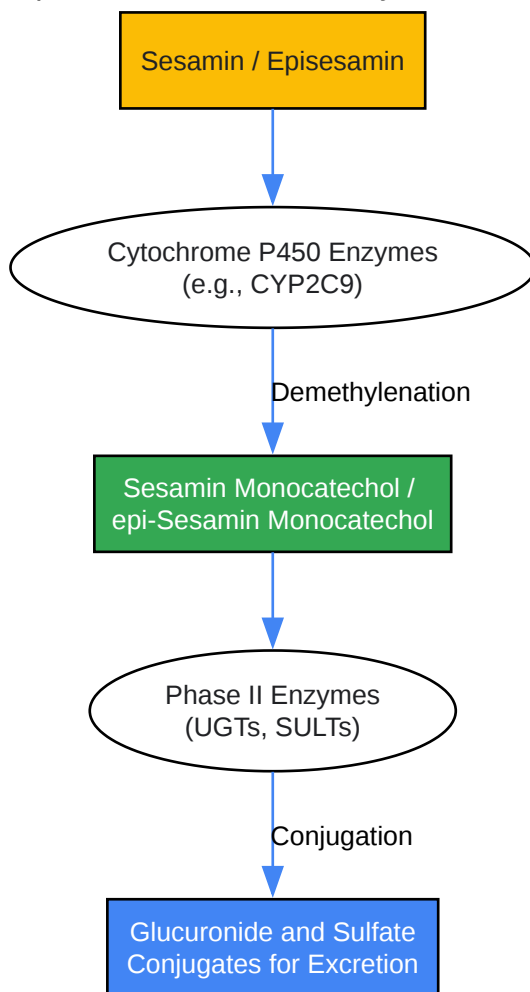 Sesamin / Episesamin
Cytochrome P450 Enzymes
(e.g., CYP2C9)
Demethylenation
Sesamin Monocatechol /
epi-Sesamin Monocatechol
Phase II Enzymes
(UGTs, SULTs)
Conjugation
Glucuronide and Sulfate
Conjugates for Excretion